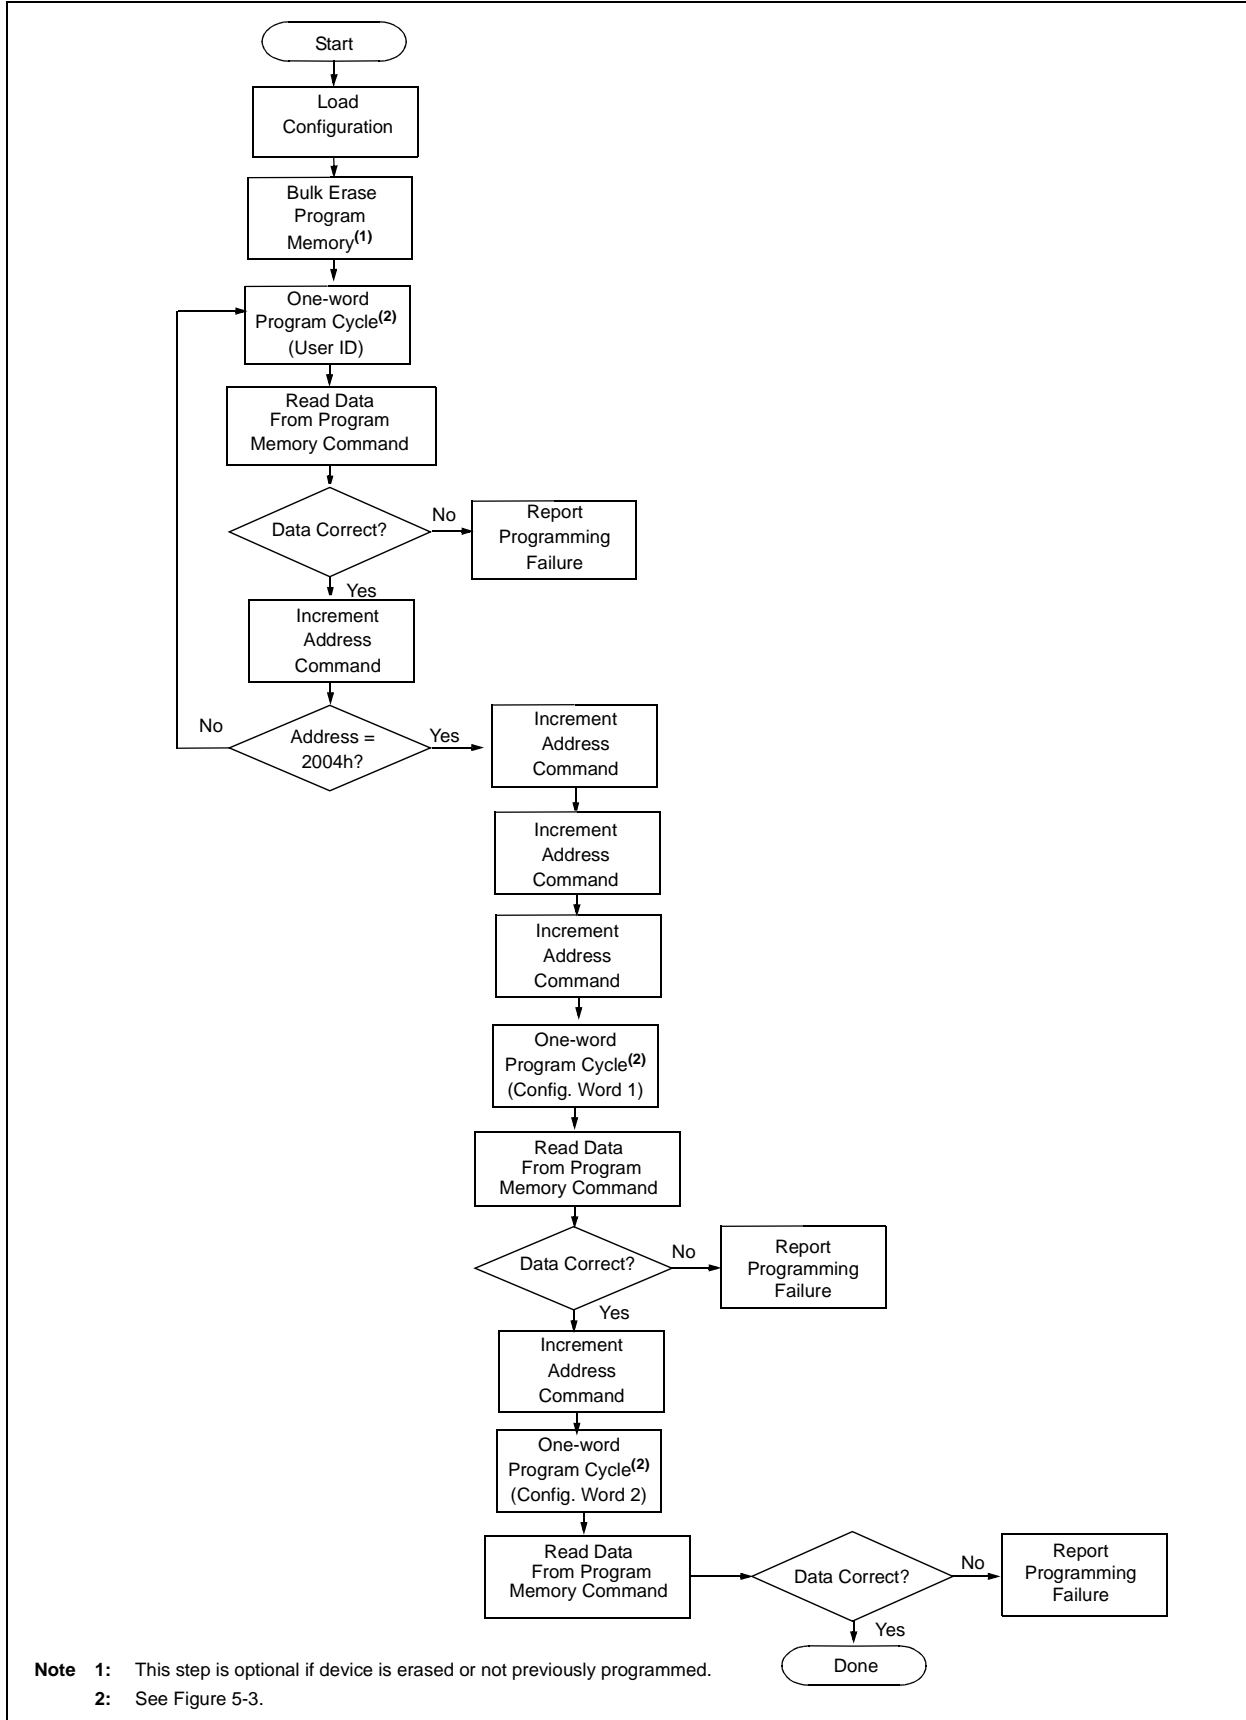 Start
Load
Configuration
Bulk Erase
Program
Memory(1)
One-word
Program Cycle(2)
(User ID)
Read Data
From Program
Memory Command
Data Correct?
No
Report
Programming
Failure
Yes
Increment
Address
Command
No
Address =
2004h?
Yes
Increment
Address
Command
Increment
Address
Command
Increment
Address
Command
One-word
Program Cycle(2)
(Config. Word 1)
Read Data
From Program
Memory Command
Data Correct?
No
Report
Programming
Failure
Yes
Increment
Address
Command
One-word
Program Cycle(2)
(Config. Word 2)
Read Data
From Program
Memory Command
Data Correct?
No
Report
Programming
Failure
Yes
Done
Note 1: This step is optional if device is erased or not previously programmed.
2: See Figure 5-3.